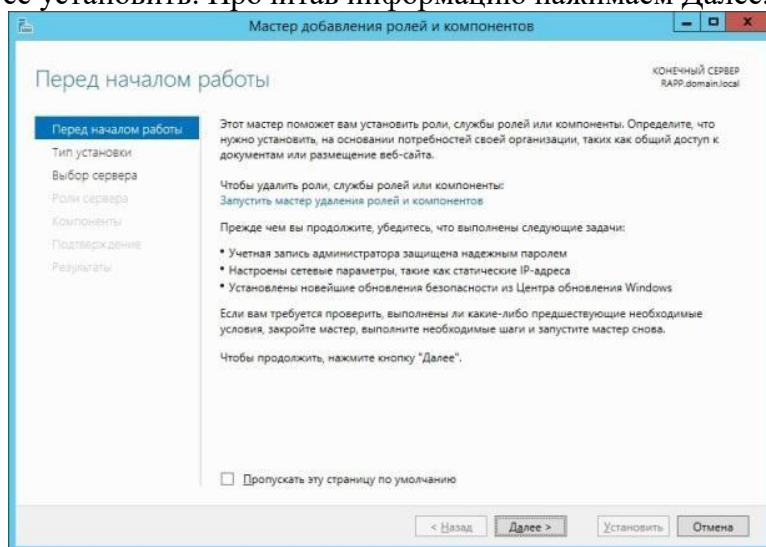 ее установить. Прочитав информацию нажимаем Далее.
Мастер добавления ролей и компонентов
Перед началом работы
КОНЕЧНЫЙ СЕРВЕР
RAPP.domain.local
Перед началом работы
Тип установки
Выбор сервера
Роли сервера
Компоненты
Подтверждение
Результаты
Этот мастер поможет вам установить роли, службы ролей или компоненты. Определите, что
нужно установить, на основании потребностей своей организации, таких как общий доступ к
документам или размещение веб-сайта.
Чтобы удалить роли, службы ролей или компоненты:
Запустить мастер удаления ролей и компонентов
Прежде чем вы продолжите, убедитесь, что выполнены следующие задачи:
• Учетная запись администратора защищена надежным паролем
• Настроены сетевые параметры, такие как статические IP-адреса
• Установлены новейшие обновления безопасности из Центра обновления Windows
Если вам требуется проверить, выполнены ли какие-либо предшествующие необходимые
условия, закройте мастер, выполните необходимые шаги и запустите мастер снова.
Чтобы продолжить, нажмите кнопку "Далее".
Пропускать эту страницу по умолчанию
< Назад
Далее >
Установить
Отмена